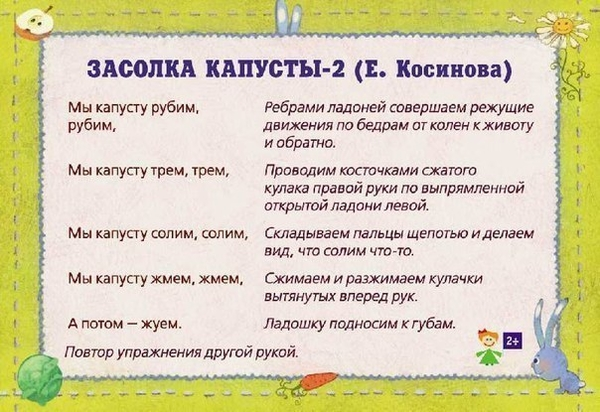 ЗАСОЛКА КАПУСТЫ-2 (Е. Косинова)
Мы капусту рубим,
рубим,
Ребрами ладоней совершаем режущие
движения по бедрам от колен к животу
и обратно.
Мы капусту трем, трем,
Проводим косточками сжатого
кулака правой руки по выпрямленной
открытой ладони левой.
Мы капусту солим, солим,
Складываем пальцы щепотью и делаем
вид, что солим что-то.
Мы капусту жмем, жмем,
Сжимаем и разжимаем кулачки
вытянутых вперед рук.
А потом — жуем.
Ладошку подносим к губам.
2+
Повтор упражнения другой рукой.